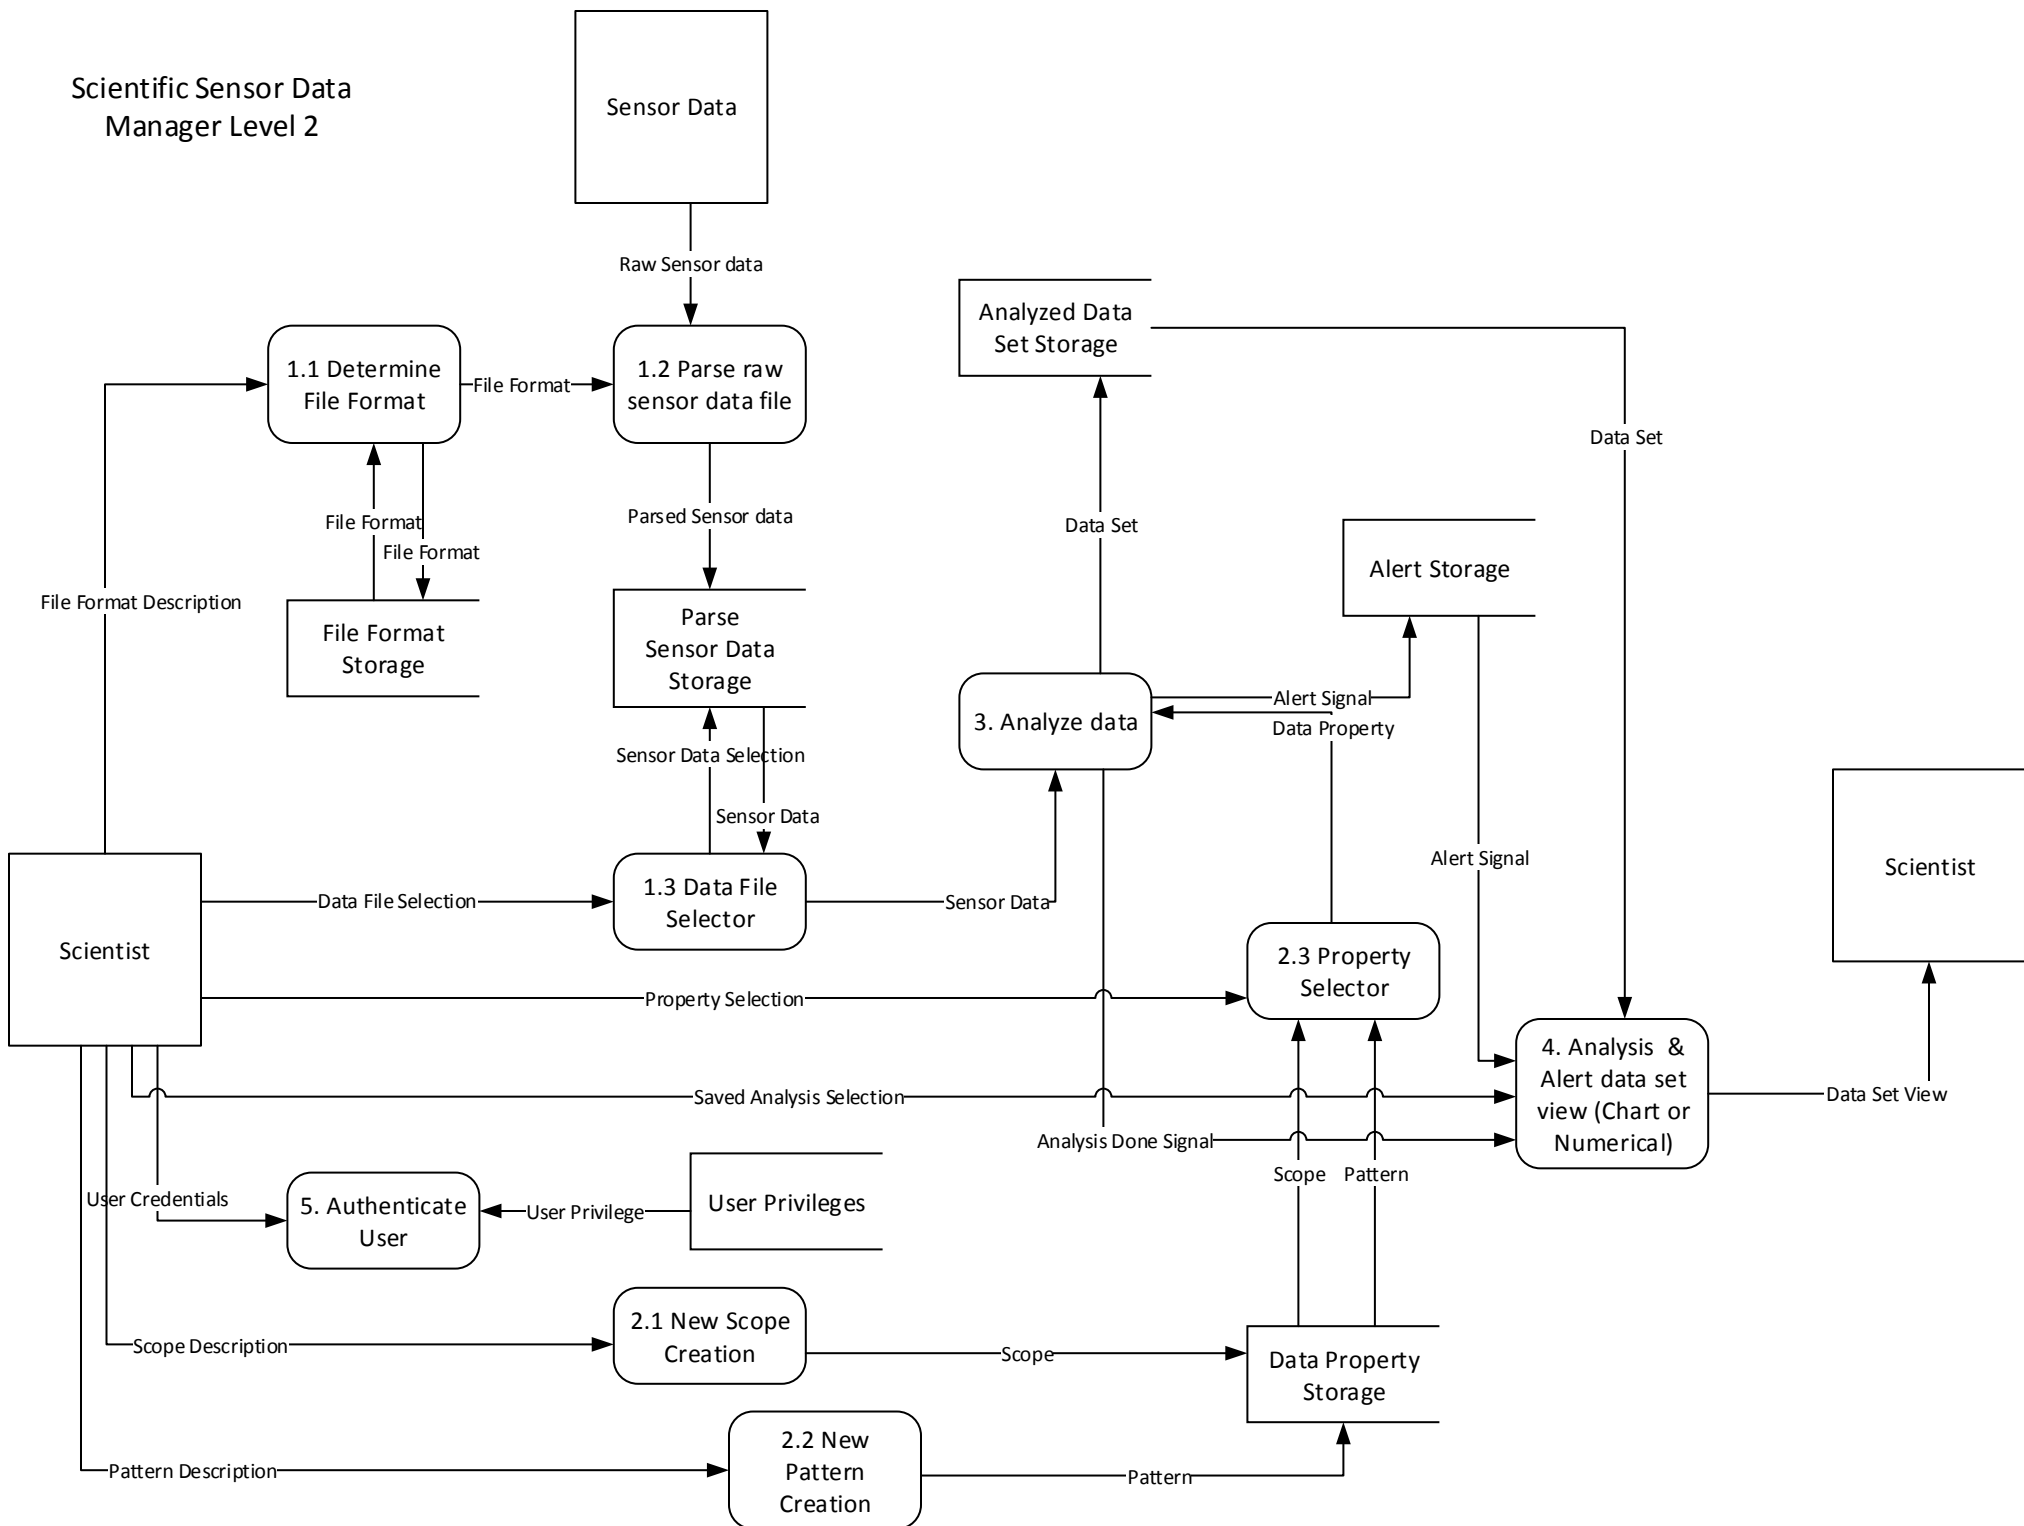 Scientific Sensor Data
Manager Level 2
Sensor Data
Raw Sensor data
Analyzed Data
Set Storage
1.1 Determine
File Format
File Format
1.2 Parse raw
sensor data file
Data Set
File Format
File Format
Parsed Sensor data
Data Set
Alert Storage
File Format Description
File Format
Storage
Parse
Sensor Data
Storage
3. Analyze data
Alert Signal
Data Property
Sensor Data Selection
Sensor Data
Alert Signal
Scientist
Data File Selection
1.3 Data File
Selector
Sensor Data
Scientist
2.3 Property
Selector
Property Selection
4. Analysis & 
Alert data set
view (Chart or
Numerical)
Data Set View
Saved Analysis Selection
Analysis Done Signal
Scope
Pattern
User Credentials
5. Authenticate
User
User Privilege
User Privileges
2.1 New Scope
Creation
Scope Description
Scope
Data Property
Storage
2.2 New
Pattern
Creation
Pattern Description
Pattern